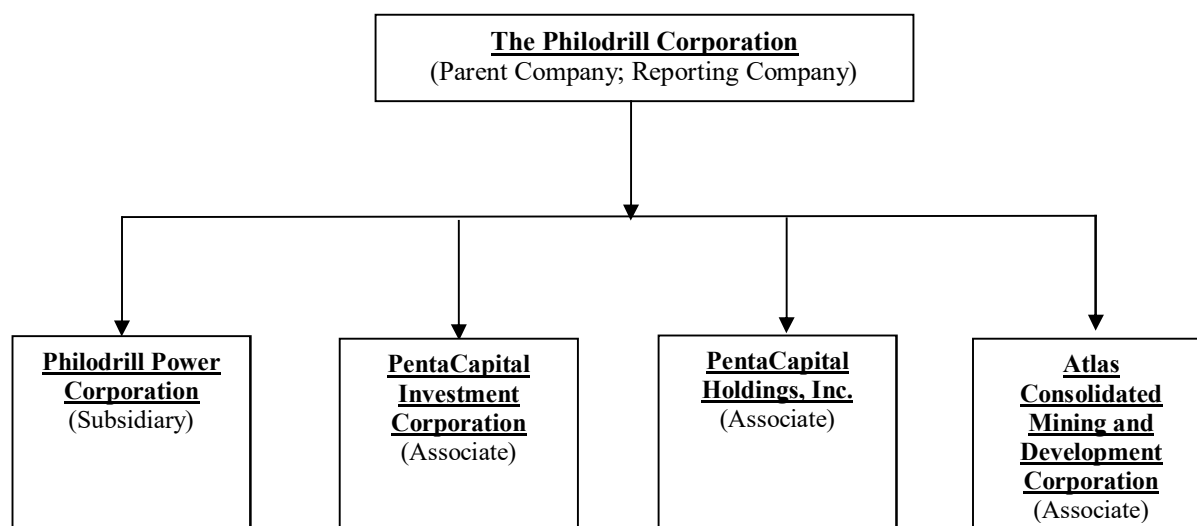 The Philodrill Corporation
(Parent Company; Reporting Company)
Philodrill Power
Corporation
(Subsidiary)
PentaCapital
Investment
Corporation
(Associate)
PentaCapital
Holdings, Inc.
(Associate)
Atlas
Consolidated
Mining and
Development
Corporation
(Associate)